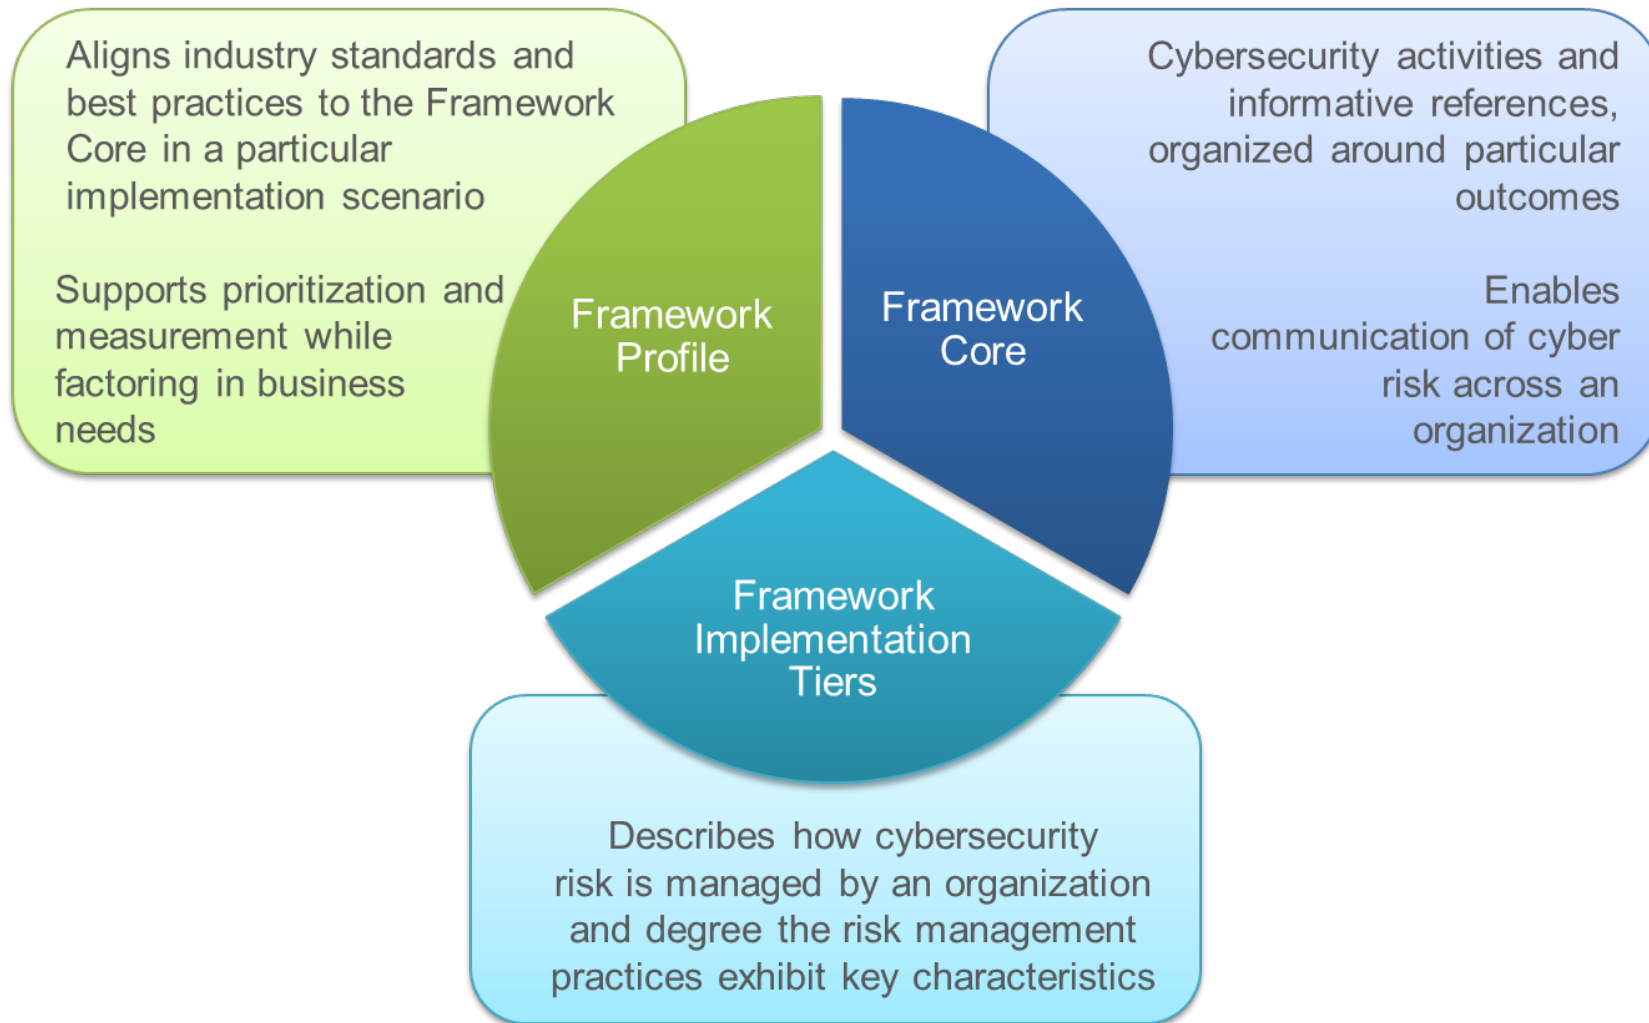 Aligns industry standards and
best practices to the Framework
Core in a particular
implementation scenario
Supports prioritization and
measurement while
factoring in business
needs
Framework
Profile
Framework
Core
Cybersecurity activities and
informative references,
organized around particular
outcomes
Enables
communication of cyber
risk across an
organization
Framework
Implementation
Tiers
Describes how cybersecurity
risk is managed by an organization
and degree the risk management
practices exhibit key characteristics